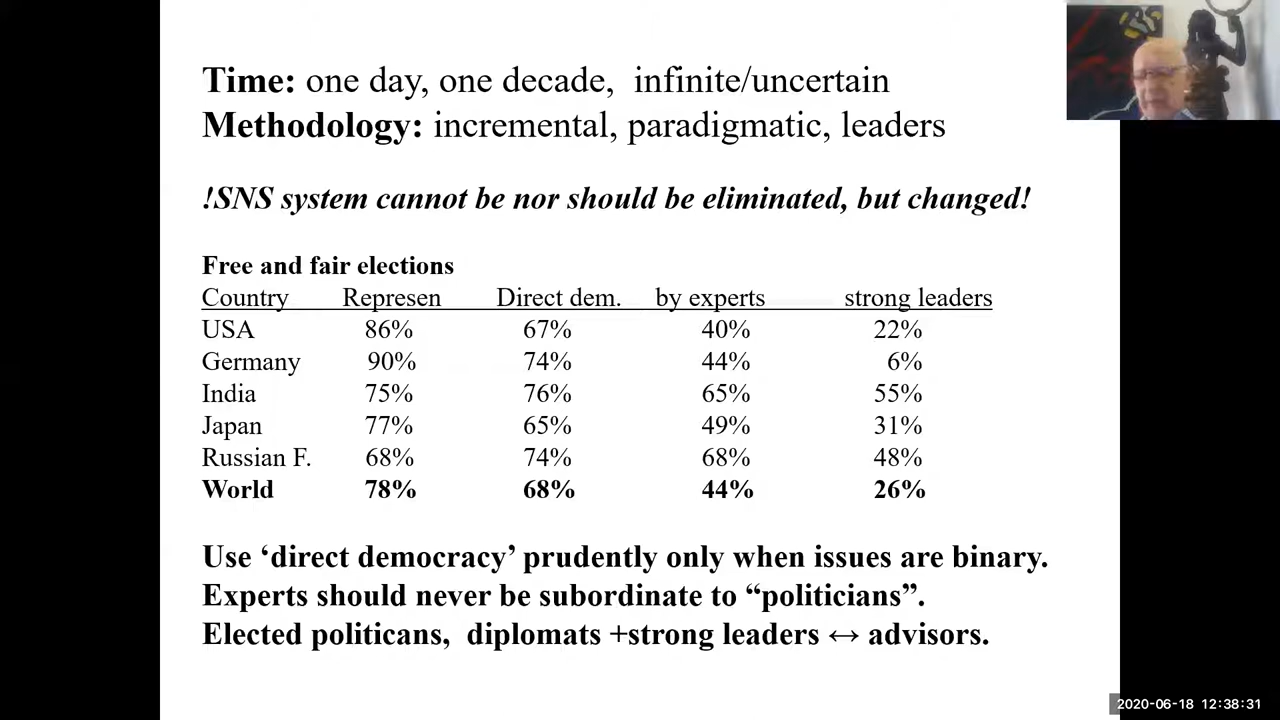 Time: one day, one decade, infinite/uncertain
Methodology: incremental, paradigmatic, leaders
!SNS system cannot be nor should be eliminated, but changed!
Free and fair elections
Country Represen Direct dem. by experts strong leaders
USA 86% 67% 40% 22%
Germany 90% 74% 44% 6%
India 75% 76% 65% 55%
Japan 77% 65% 49% 31%
Russian F. 68% 74% 68% 48%
World 78% 68% 44% 26%
Use ‘direct democracy’ prudently only when issues are binary.
Experts should never be subordinate to “politicians”.
Elected politicans, diplomats +strong leaders ↔ advisors.
2020-06-18 12:38:31